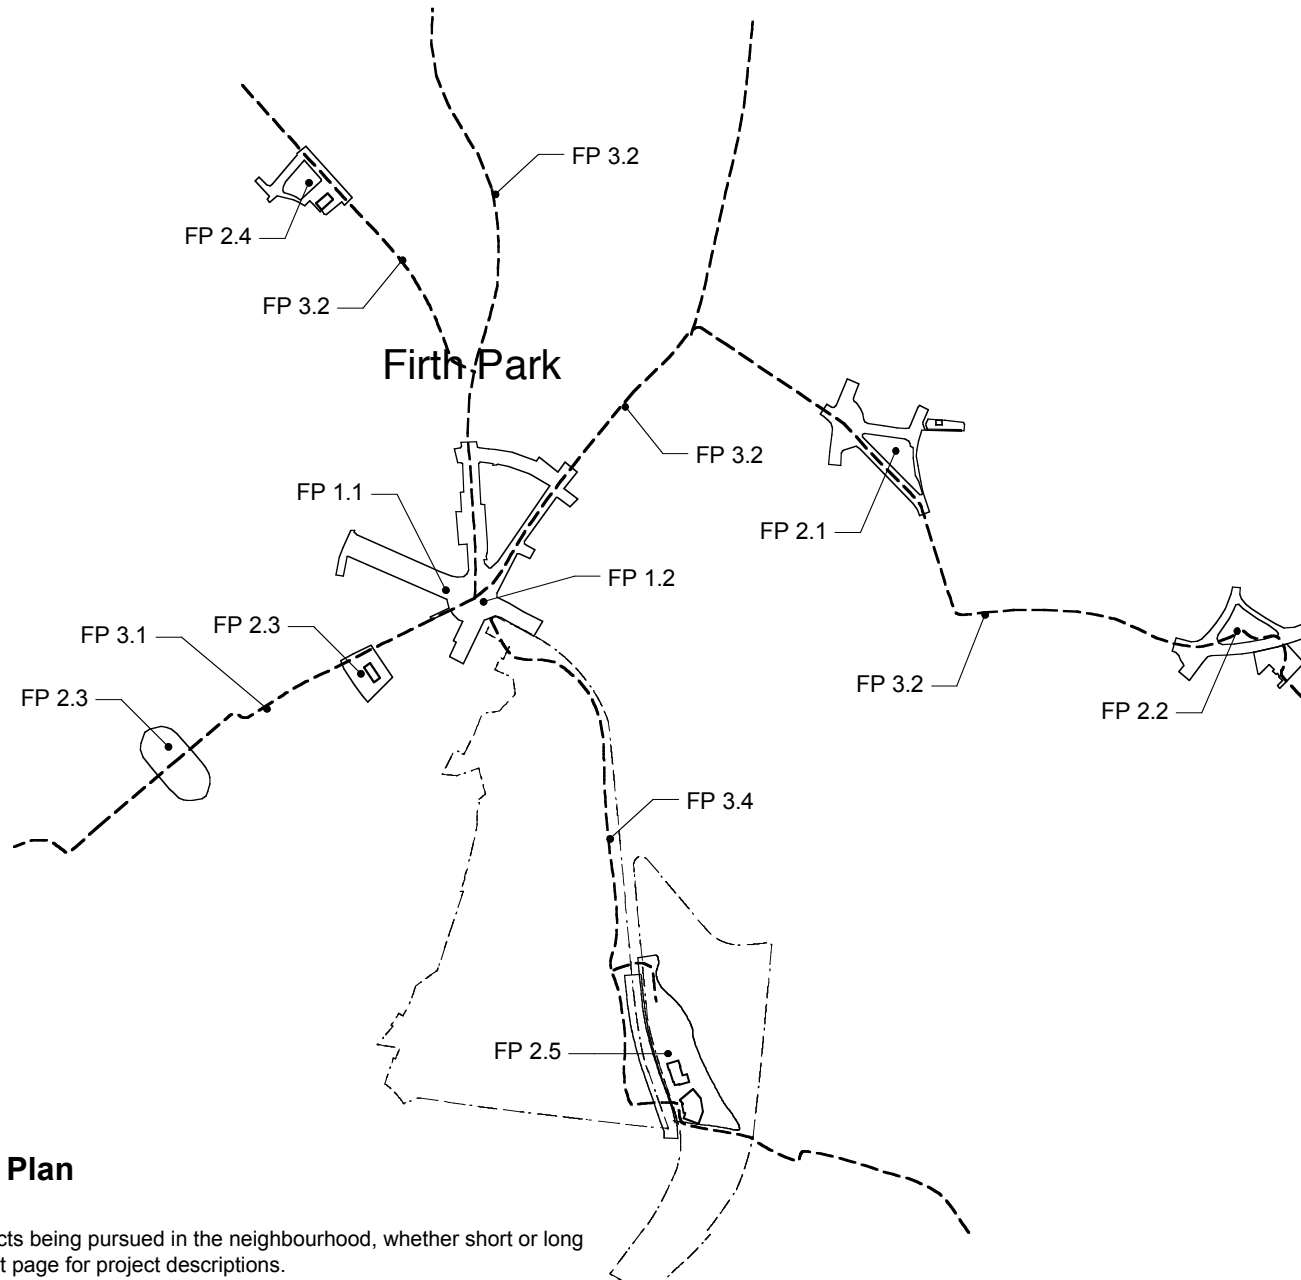 FP 3.2
FP 2.4
FP 3.2
Firth Park
FP 3.2
FP 1.1
FP 2.1
FP 1.2
FP 2.3
FP 3.1
FP 3.2
FP 2.3
FP 2.2
FP 3.4
FP 2.5
Plan
cts being pursued in the neighbourhood, whether short or long
t page for project descriptions.